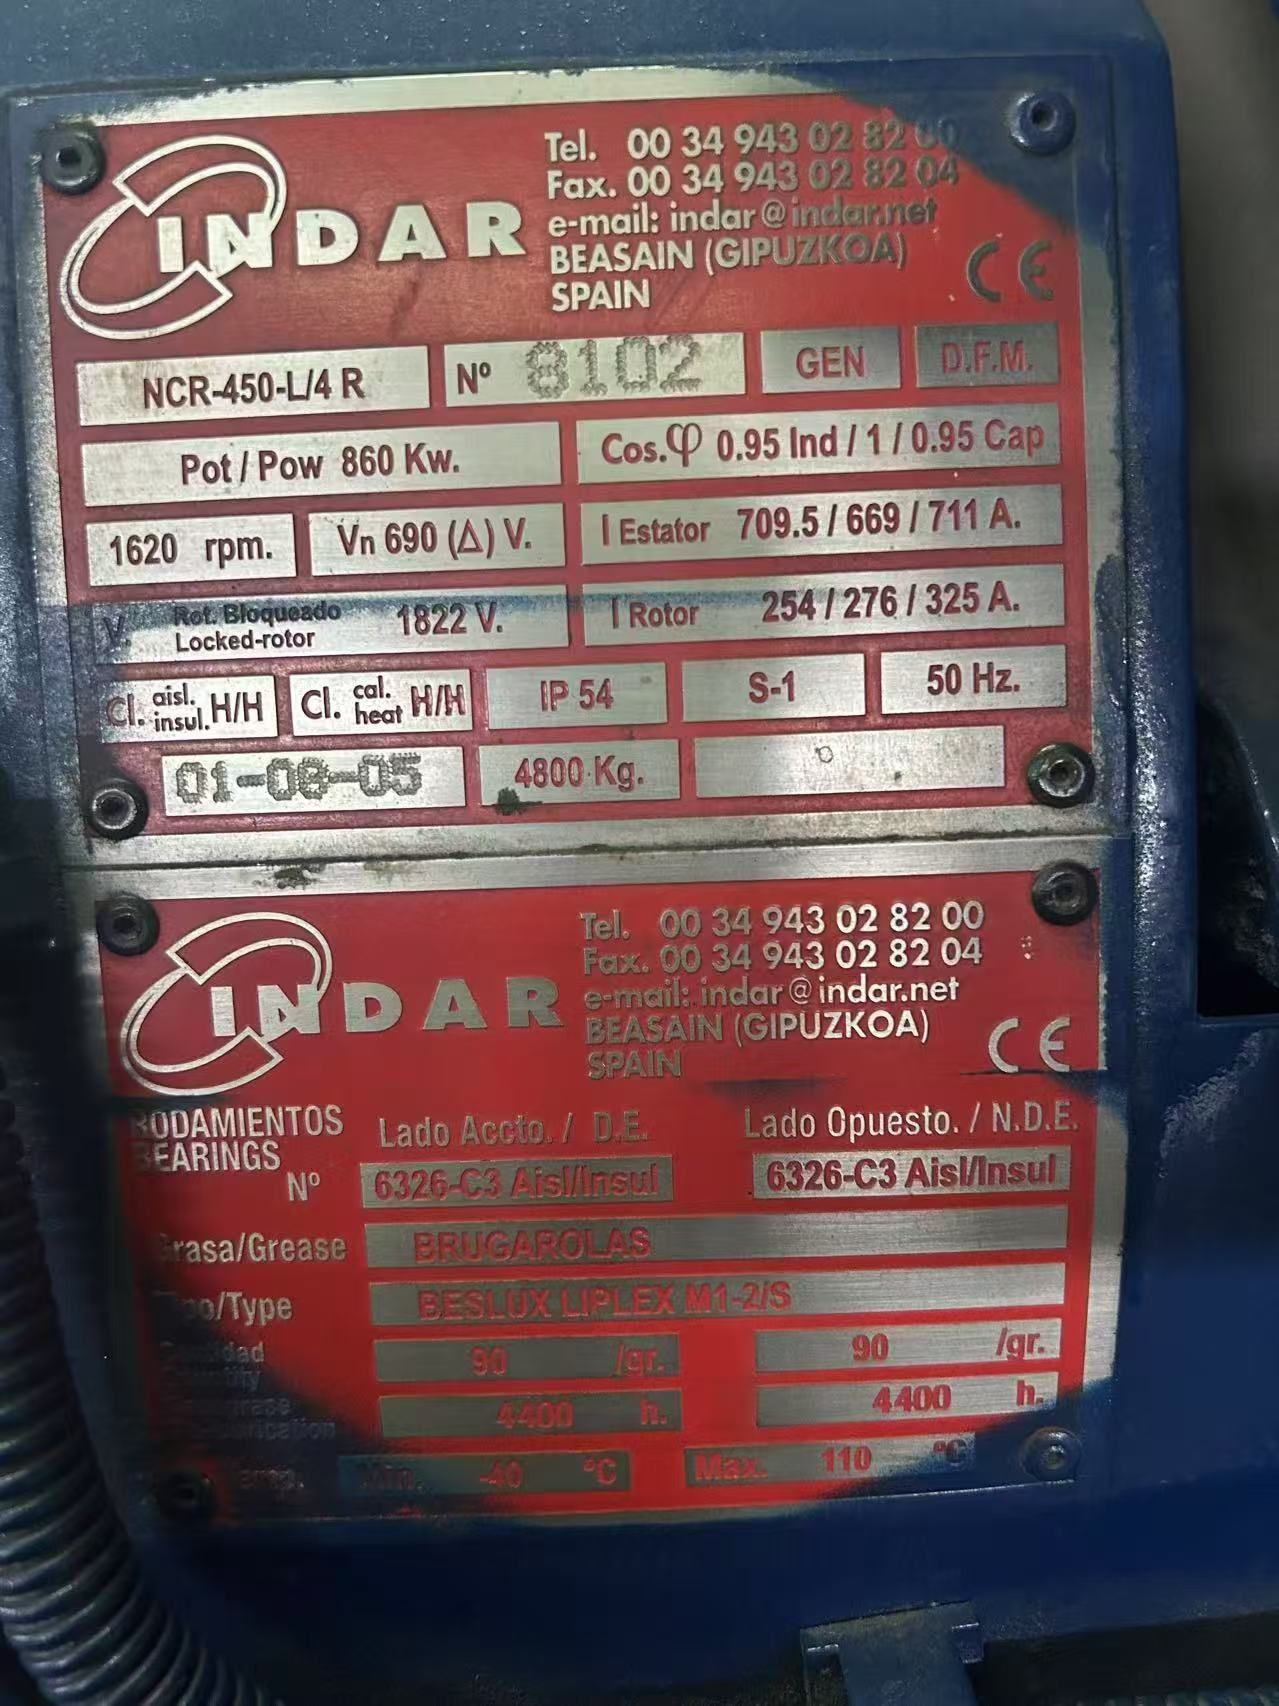 INDAR
Tel. 00 34 943 02 82 00
Fax. 00 34 943 02 82 04
e-mail: indar@indar.net
BEASAIN (GIPUZKOA)
SPAIN
CE
NCR-450-L/4 R
Nº 8102
GEN
D.F.M.
Pot / Pow 860 Kw.
Cos.φ 0.95 Ind / 1 / 0.95 Cap
1620 rpm.
Vn 690 (Δ) V.
I Estator 709.5 / 669 / 711 A.
V. Rot. Bloqueado
Locked-rotor
1822 V.
I Rotor 254 / 276 / 325 A.
Cl. aisl.
insul. H/H
Cl. cal.
heat H/H
IP 54
S-1
50 Hz.
01-08-05
4800 Kg.
INDAR
Tel. 00 34 943 02 82 00
Fax. 00 34 943 02 82 04
e-mail: indar@indar.net
BEASAIN (GIPUZKOA)
SPAIN
CE
RODAMIENTOS
BEARINGS
Nº
Lado Accto. / D.E.
Lado Opuesto. / N.D.E.
6326-C3 Aisl/Insul
6326-C3 Aisl/Insul
Grasa/Grease
BRUGAROLAS
Tipo/Type
BESLUX LIPLEX M1-2/S
90 /gr.
90 /gr.
4400 h.
4400 h.
Min. -40 °C
Max. 110 °C